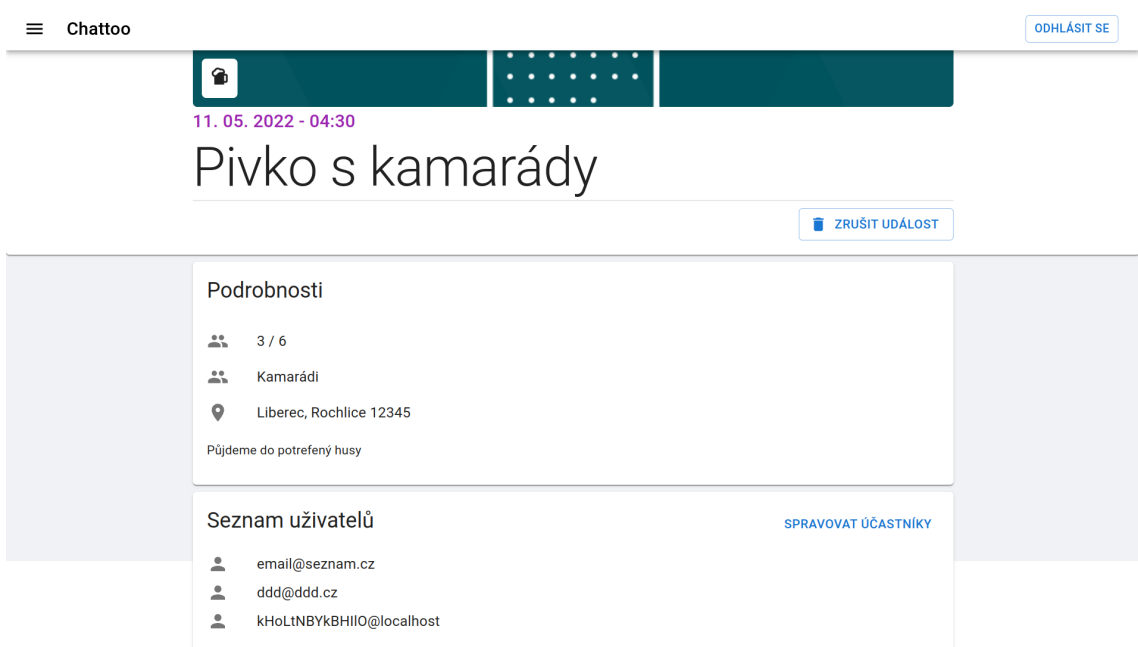 Chattoo
ODHLÁSIT SE
11. 05. 2022 - 04:30
Pivko s kamarády
ZRUŠIT UDÁLOST
Podrobnosti
3 / 6
Kamarádi
Liberec, Rochlice 12345
Půjdeme do potrefený husy
Seznam uživatelů
SPRAVOVAT ÚČASTNÍKY
email@seznam.cz
ddd@ddd.cz
kHoLtNBYkBHIlO@localhost